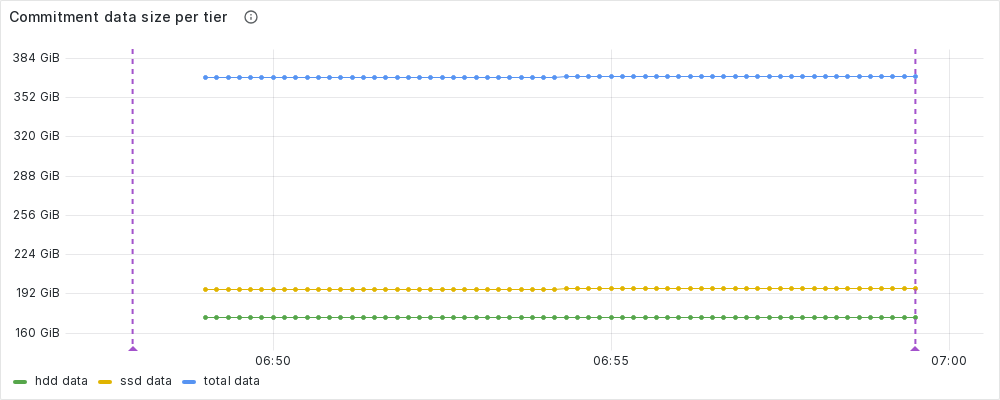 Commitment data size per tier
384 GiB
352 GiB
320 GiB
288 GiB
256 GiB
224 GiB
192 GiB
160 GiB
06:50 06:55 07:00
hdd data ssd data total data